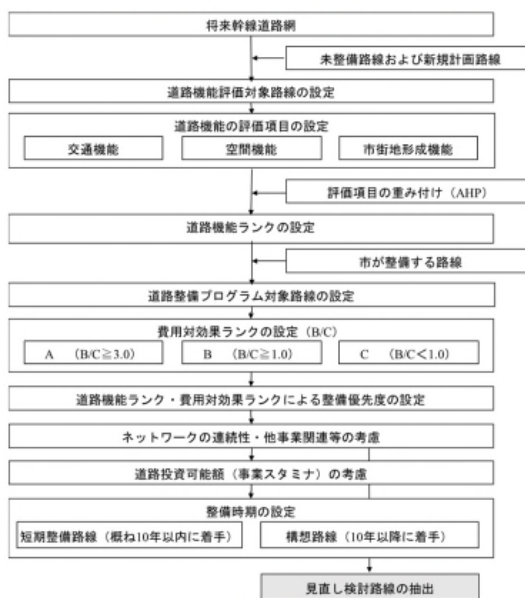 将来幹線道路網
未整備路線および新規計画路線
道路機能評価対象路線の設定
道路機能の評価項目の設定
交通機能
空間機能
市街地形成機能
評価項目の重み付け（AHP）
道路機能ランクの設定
市が整備する路線
道路整備プログラム対象路線の設定
費用対効果ランクの設定（B/C）
A （B/C≧3.0）
B （B/C≧1.0）
C （B/C＜1.0）
道路機能ランク・費用対効果ランクによる整備優先度の設定
ネットワークの連続性・他事業関連等の考慮
道路投資可能額（事業スタミナ）の考慮
整備時期の設定
短期整備路線（概ね10年以内に着手）
構想路線（10年以降に着手）
見直し検討路線の抽出